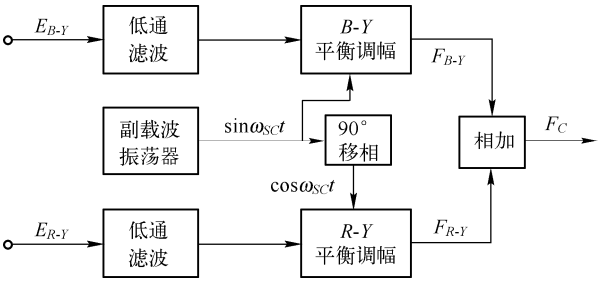 E_{B-Y}
低通
滤波
B-Y
平衡调幅
F_{B-Y}
副载波
振荡器
sinω_{SC}t
90°
移相
cosω_{SC}t
相加
F_C
E_{R-Y}
低通
滤波
R-Y
平衡调幅
F_{R-Y}